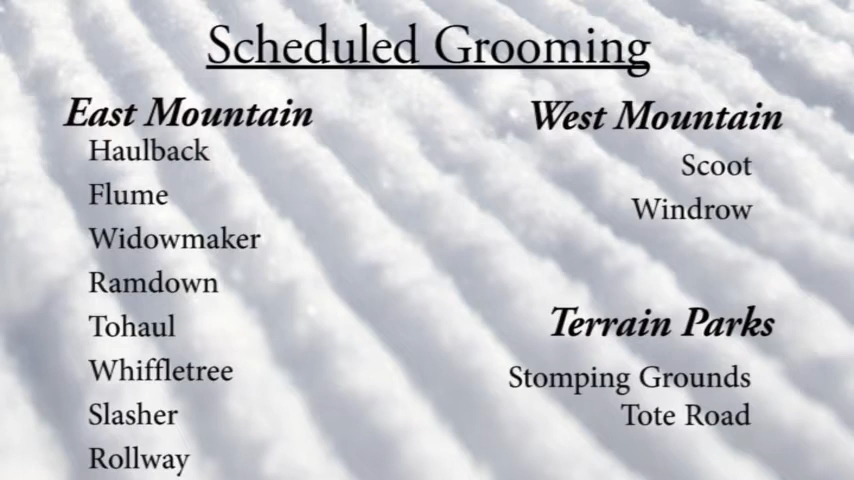 Scheduled Grooming
East Mountain
Haulback
Flume
Widowmaker
Ramdown
Tohaul
Whiffletree
Slasher
Rollway
West Mountain
Scoot
Windrow
Terrain Parks
Stomping Grounds
Tote Road